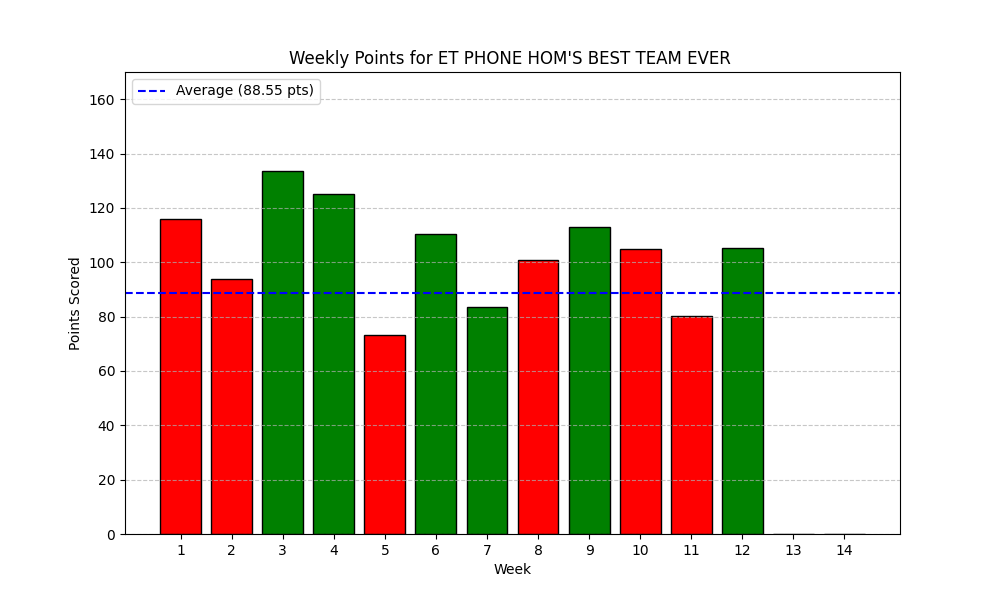 Weekly Points for ET PHONE HOM'S BEST TEAM EVER
Average (88.55 pts)
Points Scored
160
140
120
100
80
60
40
20
0
1 2 3 4 5 6 7 8 9 10 11 12 13 14
Week